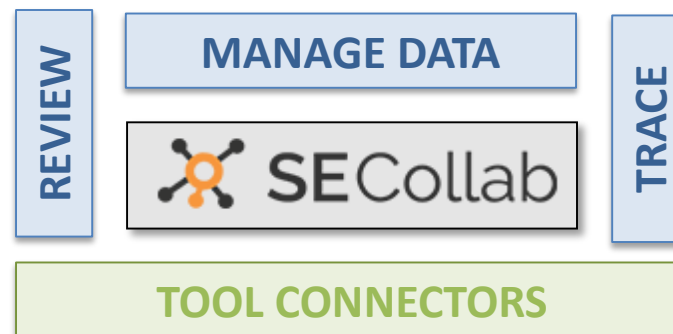 REVIEW
MANAGE DATA
TRACE
SECollab
TOOL CONNECTORS